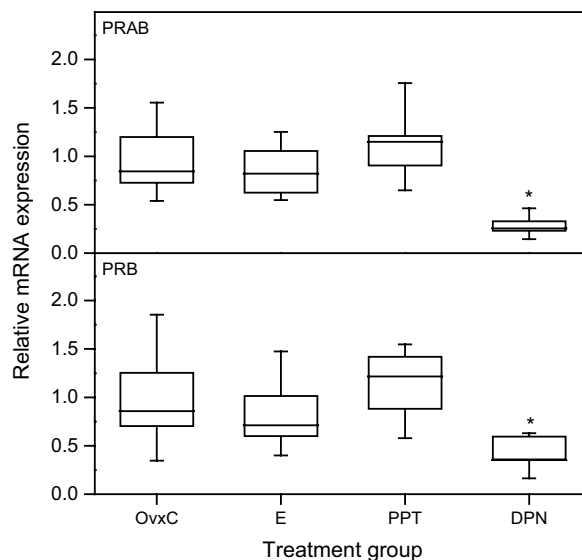 PRAB
2.0
1.5
1.0
0.5
0.0
*
PRB
2.0
1.5
1.0
0.5
0.0
*
Relative mRNA expression
OvxC E PPT DPN
Treatment group